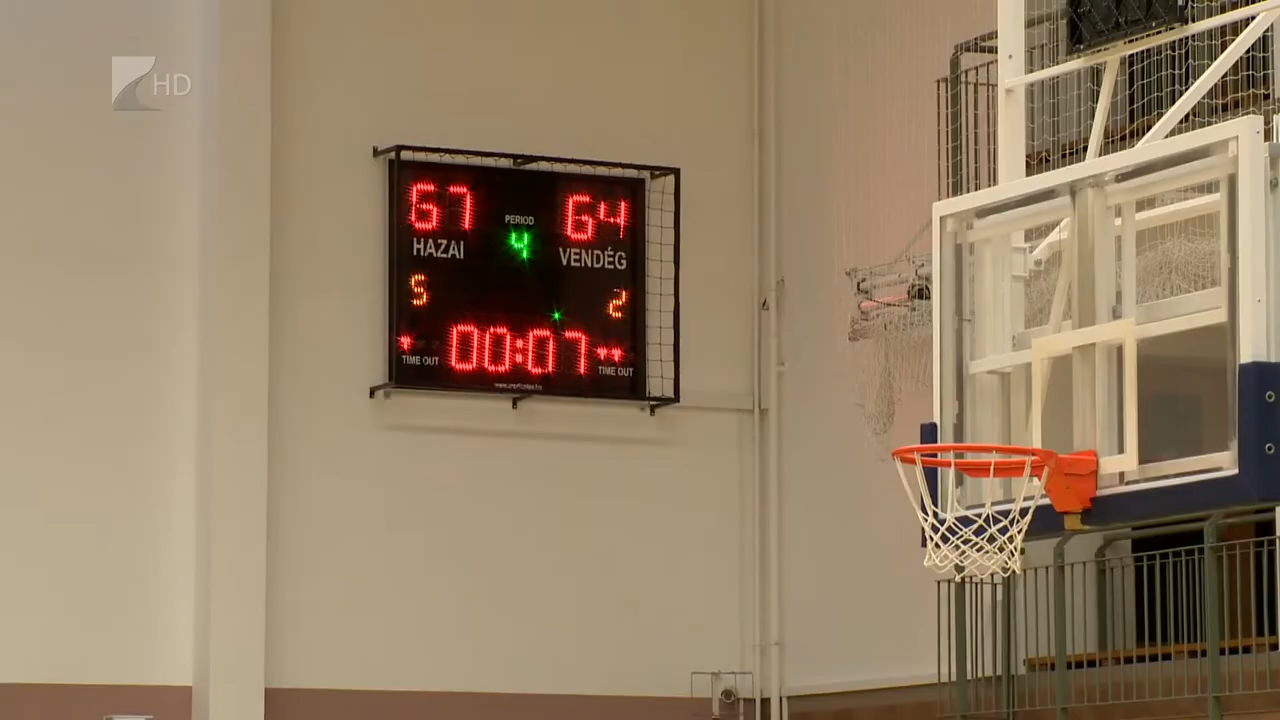 HD
67 64
PERIOD
4
HAZAI VENDÉG
5 2
00:07
TIME OUT TIME OUT